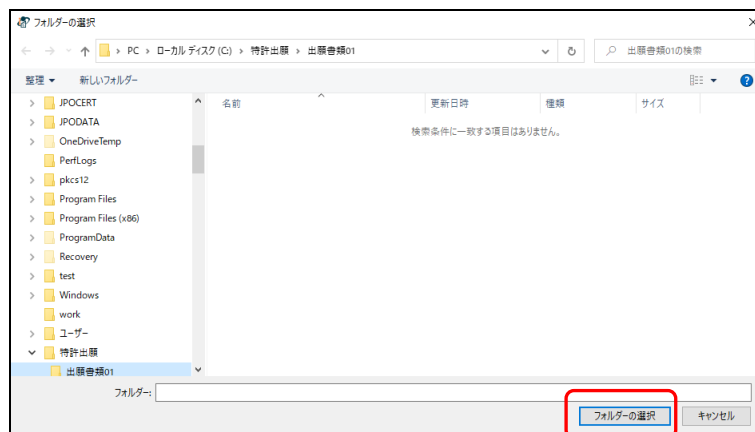 フォルダーの選択
PC › ローカル ディスク (C:) › 特許出願 › 出願書類01
出願書類01の検索
整理 新しいフォルダー
名前 更新日時 種類 サイズ
検索条件に一致する項目はありません。
JPOCERT
JPODATA
OneDriveTemp
PerfLogs
pkcs12
Program Files
Program Files (x86)
ProgramData
Recovery
test
Windows
work
ユーザー
特許出願
出願書類01
フォルダー:
フォルダーの選択 キャンセル